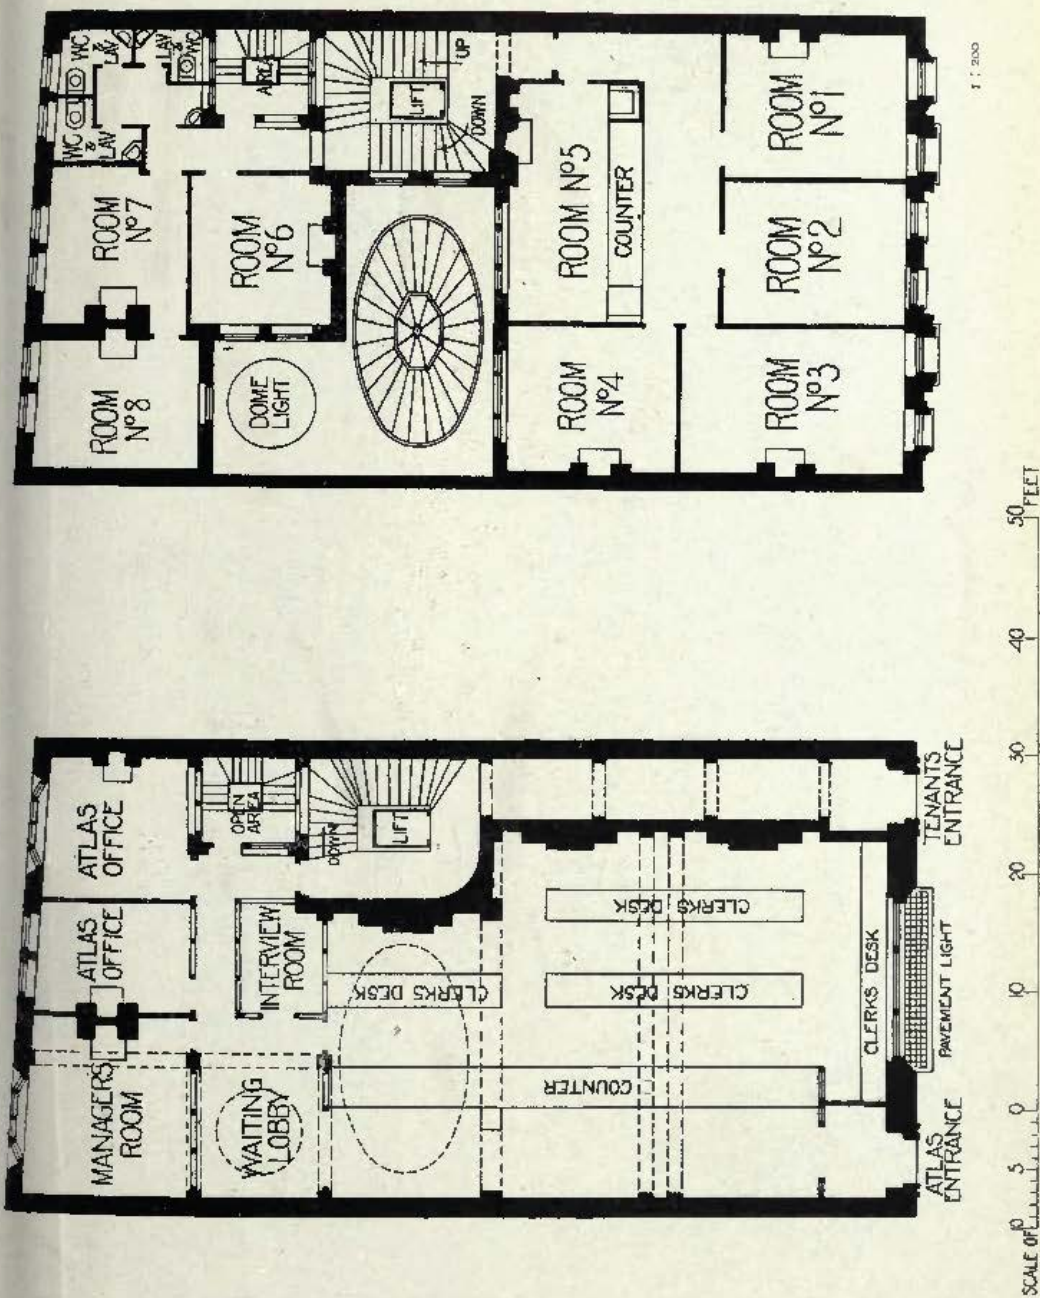 WC
&
LAV
WC
&
LAV
LAV
&
WC
AREA
UP
LIFT
DOWN
ROOM
Nº7
ROOM
Nº6
ROOM Nº5
COUNTER
ROOM
Nº1
ROOM
Nº2
ROOM
Nº8
DOME
LIGHT
ROOM
Nº4
ROOM
Nº3
1 : 200
ATLAS
OFFICE
OPEN
AREA
DOWN
LIFT
TENANTS
ENTRANCE
ATLAS
OFFICE
INTERVIEW
ROOM
CLERKS DESK
CLERKS DESK
CLERKS DESK
CLERKS DESK
PAVEMENT LIGHT
MANAGERS
ROOM
WAITING
LOBBY
COUNTER
ATLAS
ENTRANCE
SCALE OF 10 5 0 10 20 30 40 50 FEET